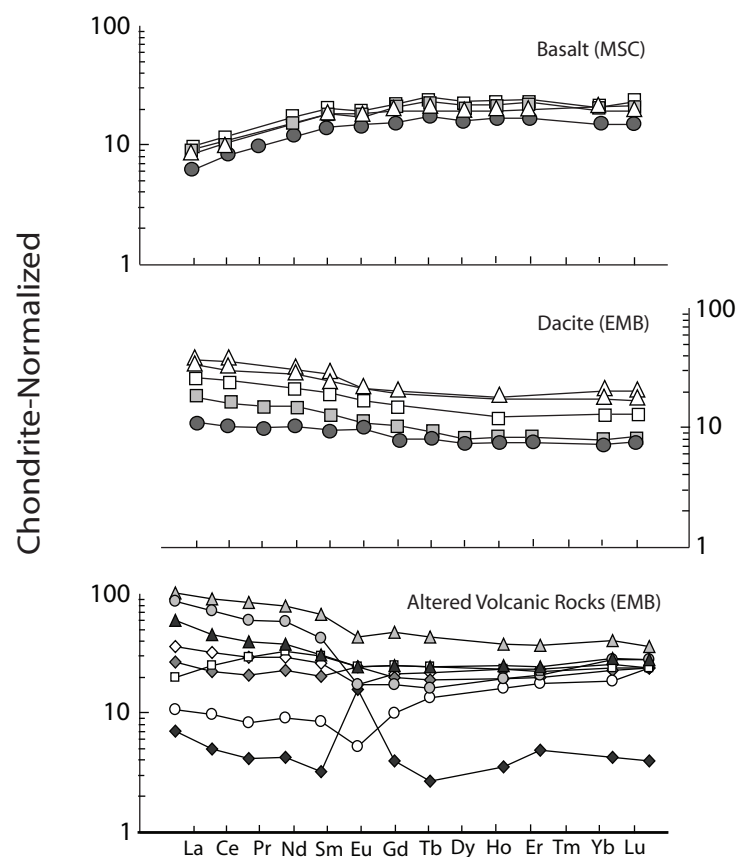 Chondrite-Normalized
100
Basalt (MSC)
10
1
100
Dacite (EMB)
10
1
100
Altered Volcanic Rocks (EMB)
10
1
La Ce Pr Nd Sm Eu Gd Tb Dy Ho Er Tm Yb Lu